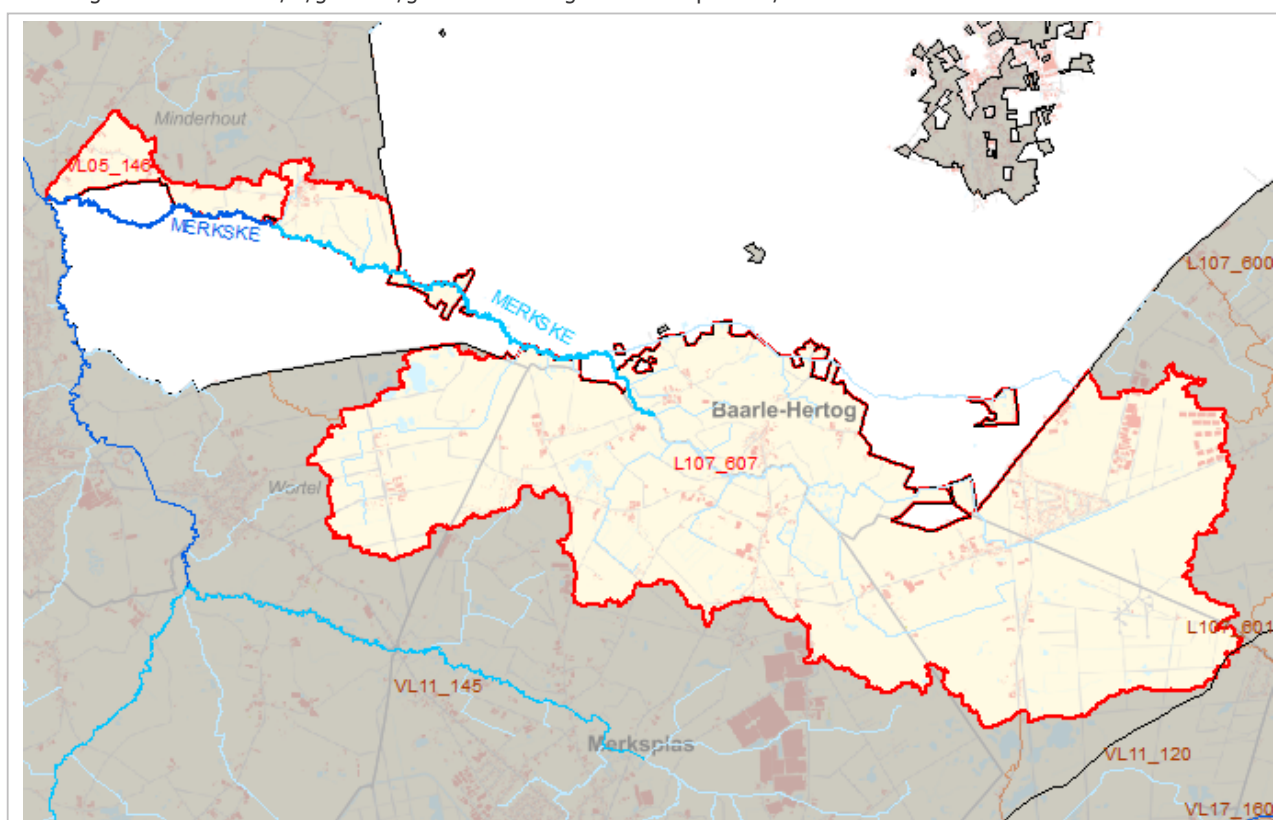 Minderhout
VL05_146
MERKSKE
L107_600
MERKSKE
Baarle-Hertog
L107_607
Wortel
L107_601
VL11_145
Merksplas
VL11_120
VL17_160